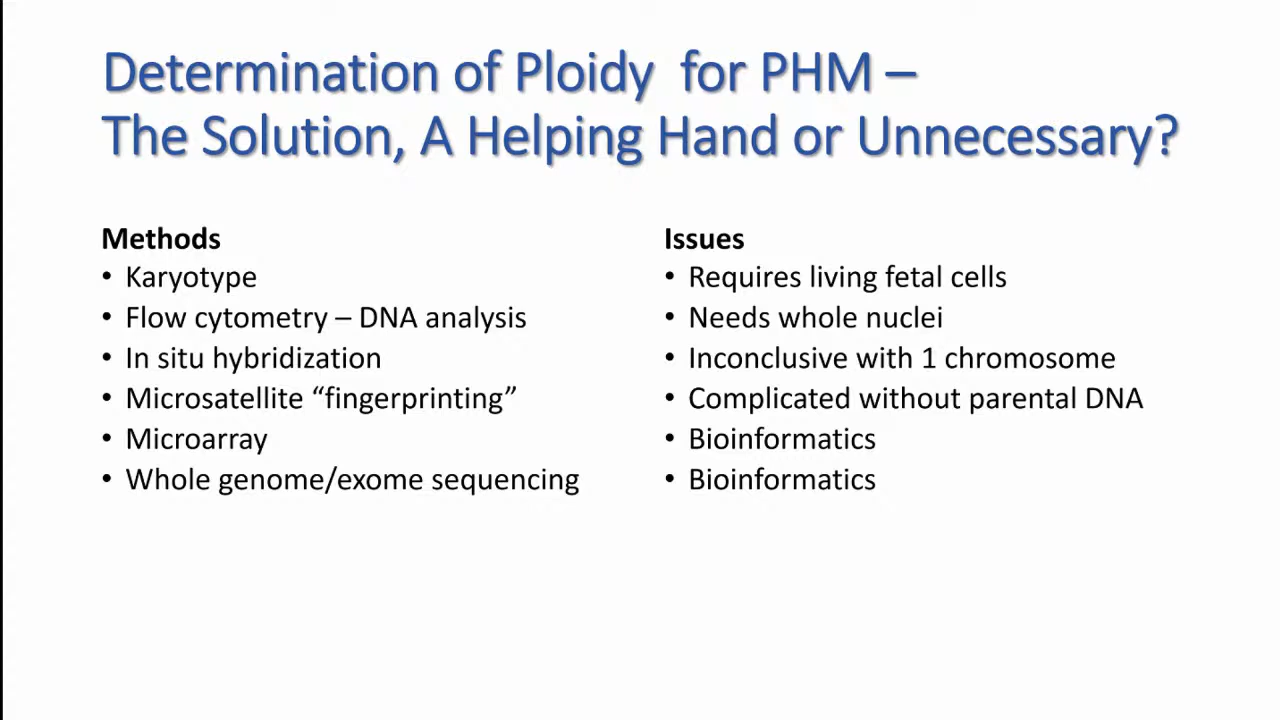 Determination of Ploidy for PHM –
The Solution, A Helping Hand or Unnecessary?
Methods
• Karyotype
• Flow cytometry – DNA analysis
• In situ hybridization
• Microsatellite “fingerprinting”
• Microarray
• Whole genome/exome sequencing
Issues
• Requires living fetal cells
• Needs whole nuclei
• Inconclusive with 1 chromosome
• Complicated without parental DNA
• Bioinformatics
• Bioinformatics